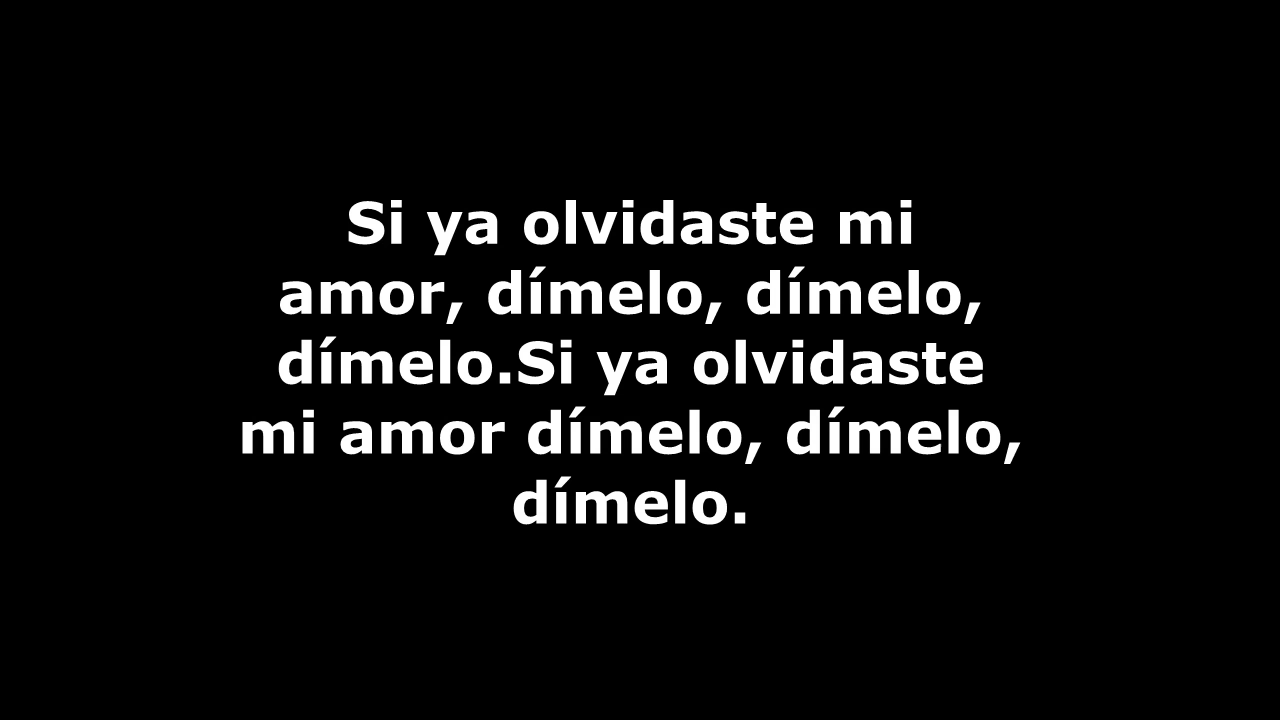 Si ya olvidaste mi
amor, dímelo, dímelo,
dímelo.Si ya olvidaste
mi amor dímelo, dímelo,
dímelo.